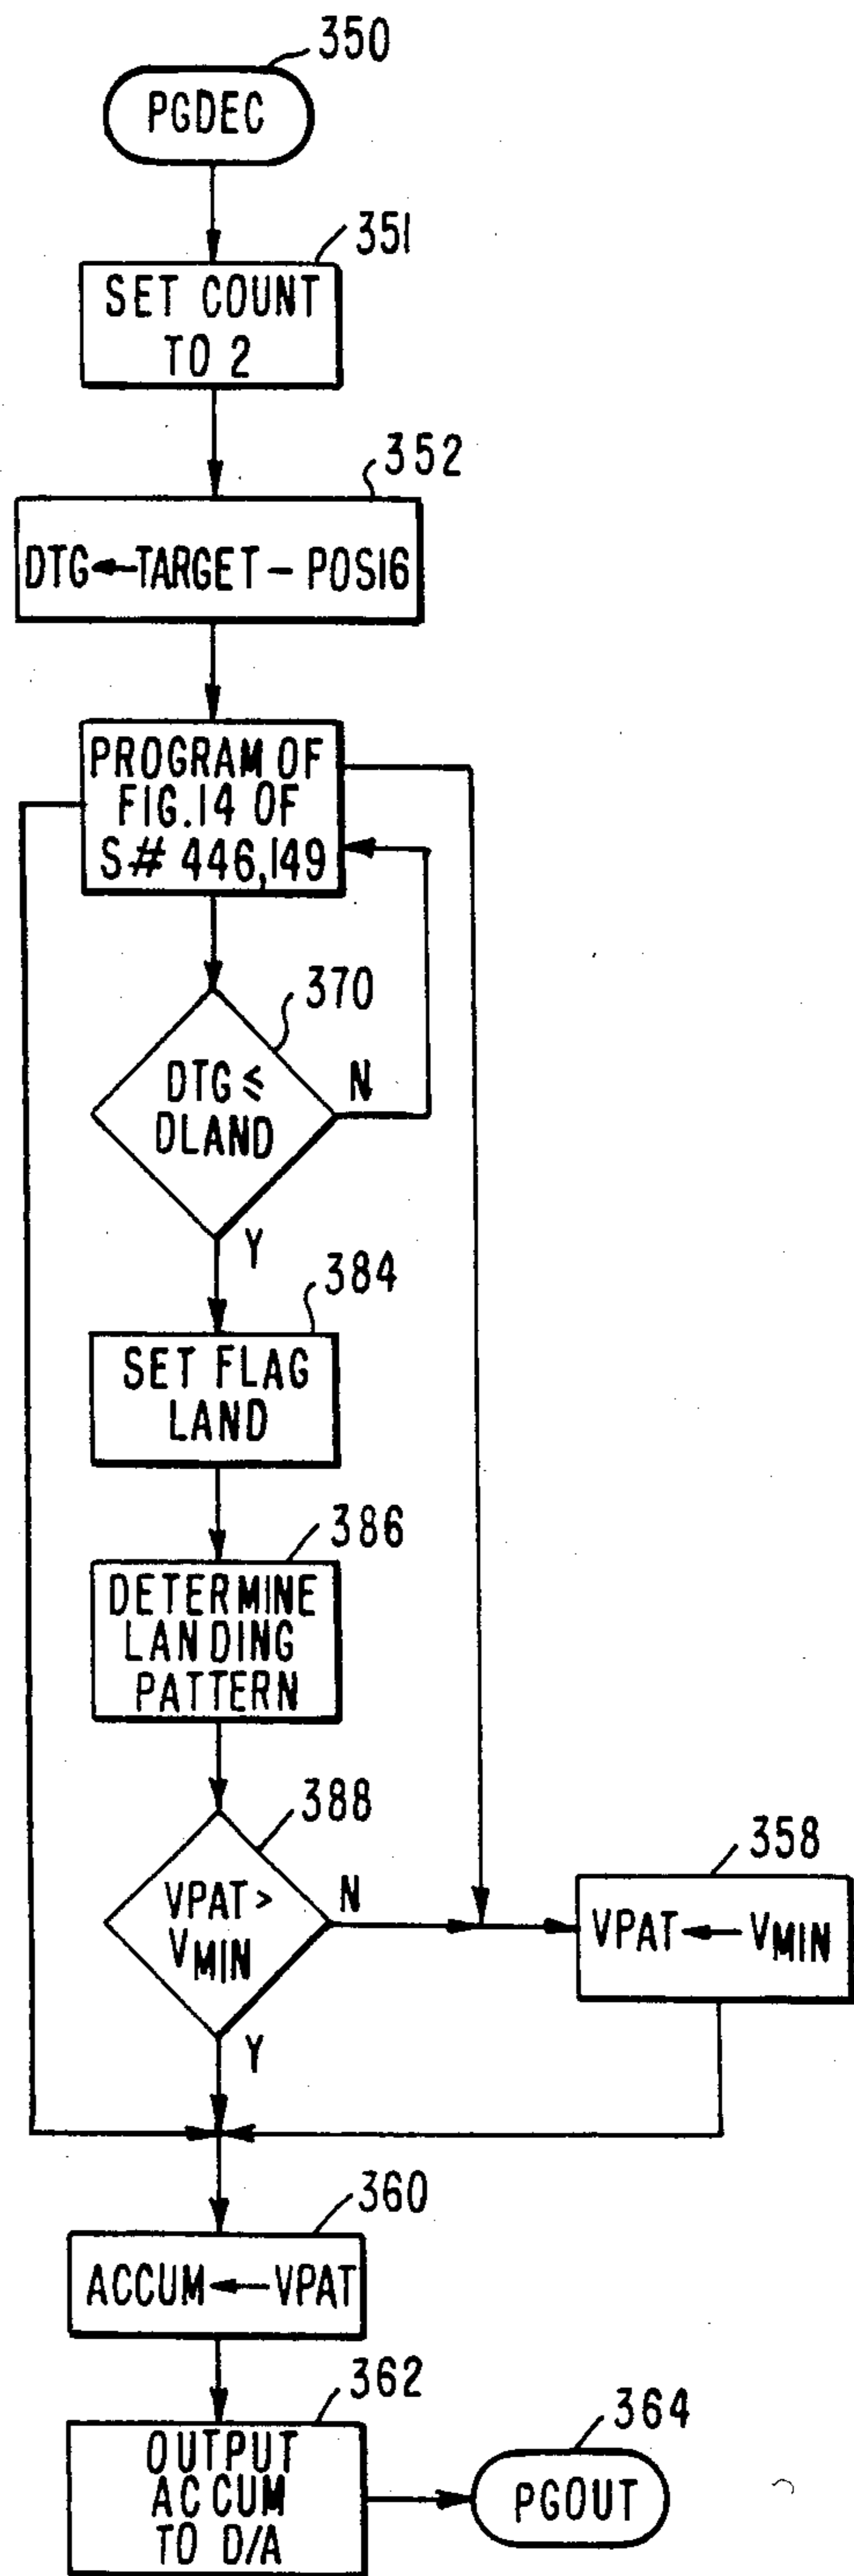 350
PGDEC
351
SET COUNT
TO 2
352
DTG←TARGET – POS16
PROGRAM OF
FIG.14 OF
S# 446,149
370
DTG ≤
DLAND
N
Y
384
SET FLAG
LAND
386
DETERMINE
LANDING
PATTERN
388
VPAT >
VMIN
N
Y
358
VPAT ← VMIN
360
ACCUM ← VPAT
362
OUTPUT
ACCUM
TO D/A
364
PGOUT